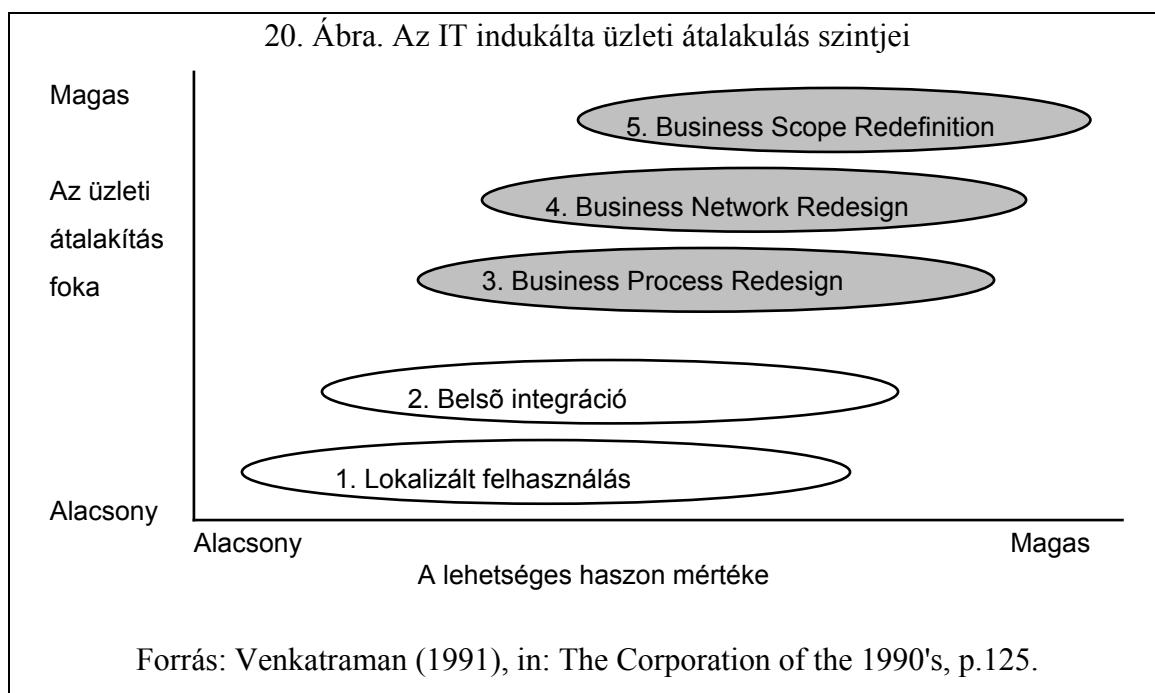 20. Ábra. Az IT indukálta üzleti átalakulás szintjei
Magas
5. Business Scope Redefinition
Az üzleti
átalakítás
foka
4. Business Network Redesign
3. Business Process Redesign
2. Belsõ integráció
1. Lokalizált felhasználás
Alacsony
Alacsony
Magas
A lehetséges haszon mértéke
Forrás: Venkatraman (1991), in: The Corporation of the 1990's, p.125.